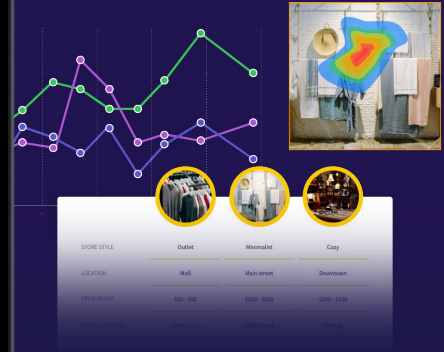 STORE STYLE Outlet Minimalist Cozy
LOCATION Mall Main street Downtown
PRICE RANGE $20 - $50 $200 - $500 $100 - $200